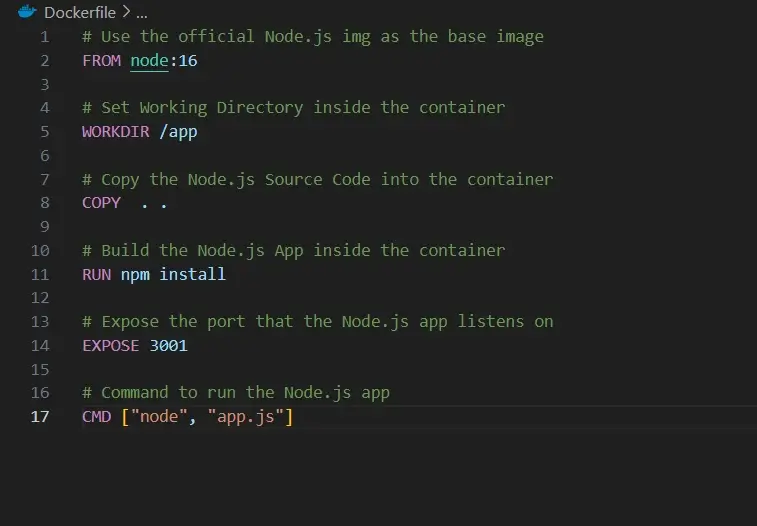 Dockerfile > ...
1 # Use the official Node.js img as the base image
2 FROM node:16
3
4 # Set Working Directory inside the container
5 WORKDIR /app
6
7 # Copy the Node.js Source Code into the container
8 COPY  . .
9
10 # Build the Node.js App inside the container
11 RUN npm install
12
13 # Expose the port that the Node.js app listens on
14 EXPOSE 3001
15
16 # Command to run the Node.js app
17 CMD ["node", "app.js"]